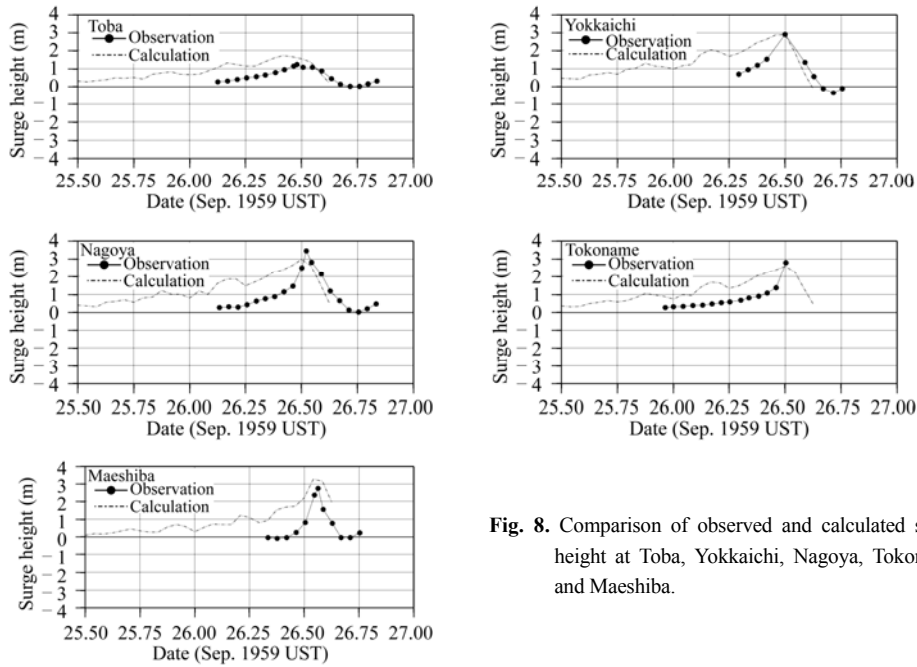 Toba
Observation
Calculation
Surge height (m)
4
3
2
1
0
−1
−2
−3
−4
25.50 25.75 26.00 26.25 26.50 26.75 27.00
Date (Sep. 1959 UST)
Yokkaichi
Observation
Calculation
Surge height (m)
4
3
2
1
0
−1
−2
−3
−4
25.50 25.75 26.00 26.25 26.50 26.75 27.00
Date (Sep. 1959 UST)
Nagoya
Observation
Calculation
Surge height (m)
4
3
2
1
0
−1
−2
−3
−4
25.50 25.75 26.00 26.25 26.50 26.75 27.00
Date (Sep. 1959 UST)
Tokoname
Observation
Calculation
Surge height (m)
4
3
2
1
0
−1
−2
−3
−4
25.50 25.75 26.00 26.25 26.50 26.75 27.00
Date (Sep. 1959 UST)
Maeshiba
Observation
Calculation
Surge height (m)
4
3
2
1
0
−1
−2
−3
−4
25.50 25.75 26.00 26.25 26.50 26.75 27.00
Date (Sep. 1959 UST)
Fig. 8. Comparison of observed and calculated
height at Toba, Yokkaichi, Nagoya,
and Maeshiba.